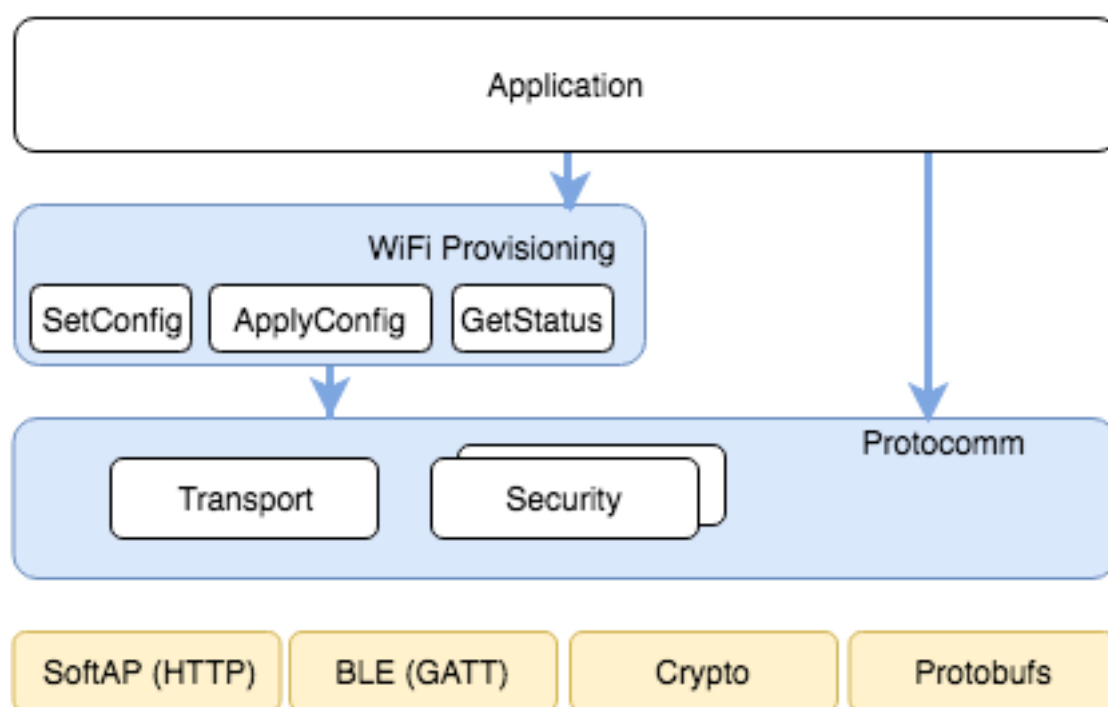 Application
WiFi Provisioning
SetConfig ApplyConfig GetStatus
Protocomm
Transport Security
SoftAP (HTTP) BLE (GATT) Crypto Protobufs